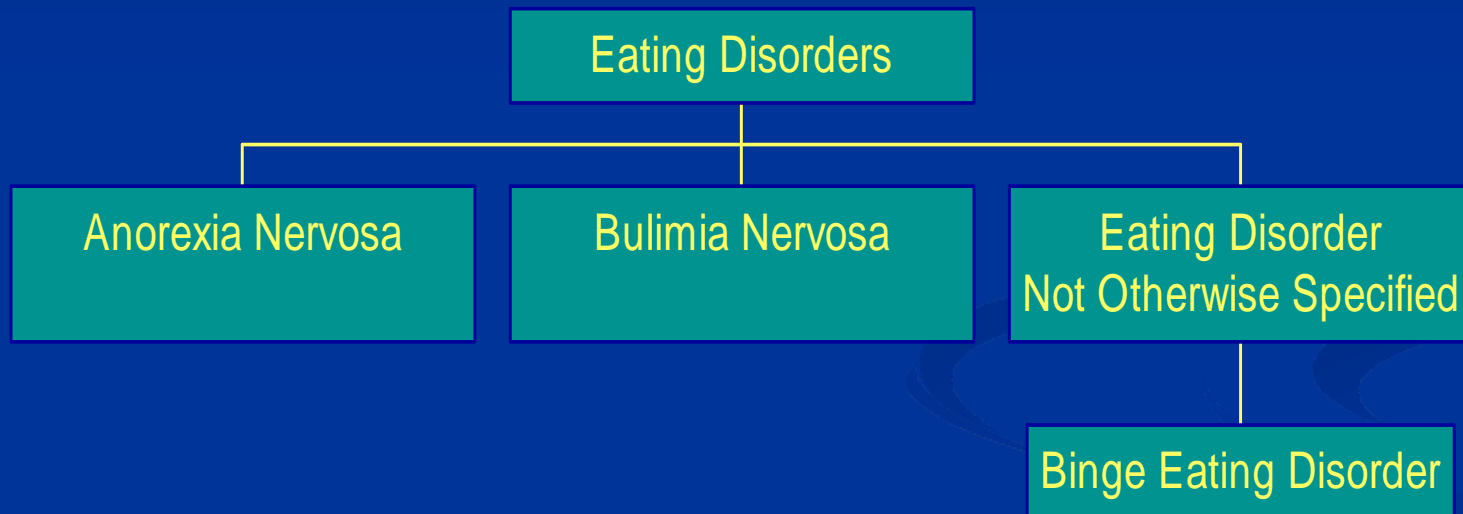 Eating Disorders
Anorexia Nervosa
Bulimia Nervosa
Eating Disorder
Not Otherwise Specified
Binge Eating Disorder